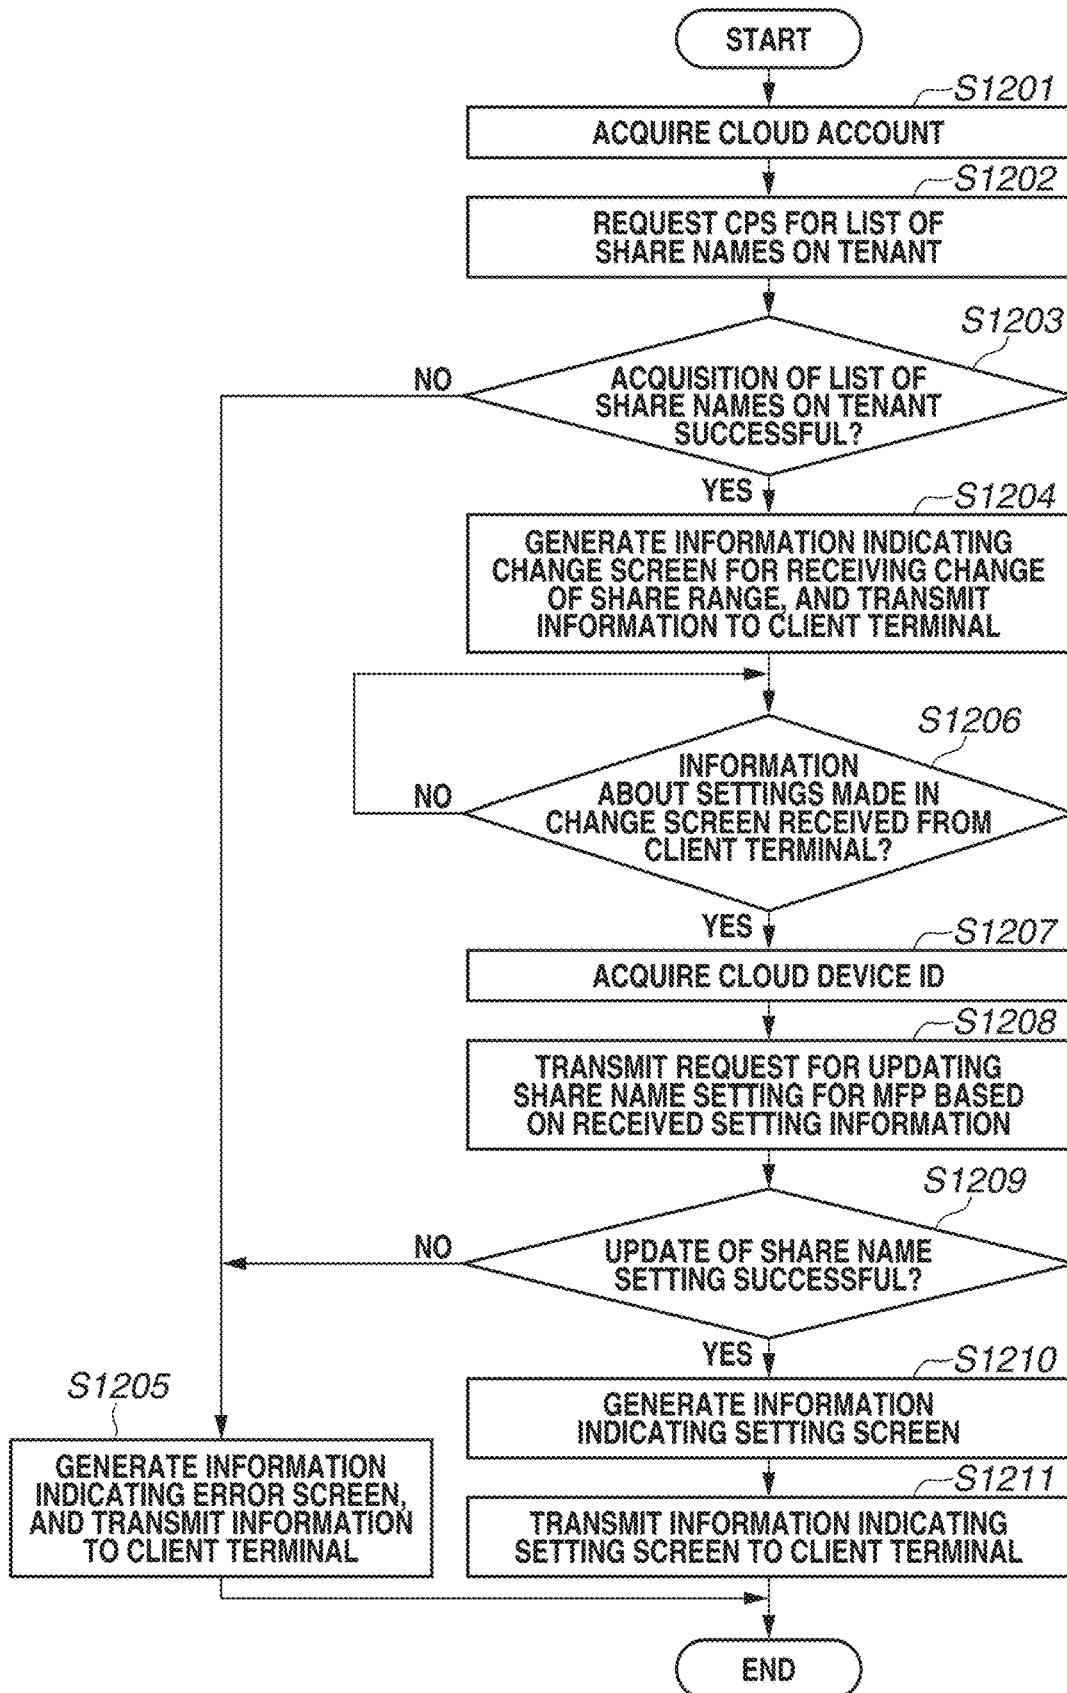 START
S1201
ACQUIRE CLOUD ACCOUNT
S1202
REQUEST CPS FOR LIST OF
SHARE NAMES ON TENANT
S1203
NO
ACQUISITION OF LIST OF
SHARE NAMES ON TENANT
SUCCESSFUL?
YES
S1204
GENERATE INFORMATION INDICATING
CHANGE SCREEN FOR RECEIVING CHANGE
OF SHARE RANGE, AND TRANSMIT
INFORMATION TO CLIENT TERMINAL
S1206
NO
INFORMATION
ABOUT SETTINGS MADE IN
CHANGE SCREEN RECEIVED FROM
CLIENT TERMINAL?
YES
S1207
ACQUIRE CLOUD DEVICE ID
S1208
TRANSMIT REQUEST FOR UPDATING
SHARE NAME SETTING FOR MFP BASED
ON RECEIVED SETTING INFORMATION
S1209
NO
UPDATE OF SHARE NAME
SETTING SUCCESSFUL?
YES
S1210
GENERATE INFORMATION
INDICATING SETTING SCREEN
S1205
GENERATE INFORMATION
INDICATING ERROR SCREEN,
AND TRANSMIT INFORMATION
TO CLIENT TERMINAL
S1211
TRANSMIT INFORMATION INDICATING
SETTING SCREEN TO CLIENT TERMINAL
END